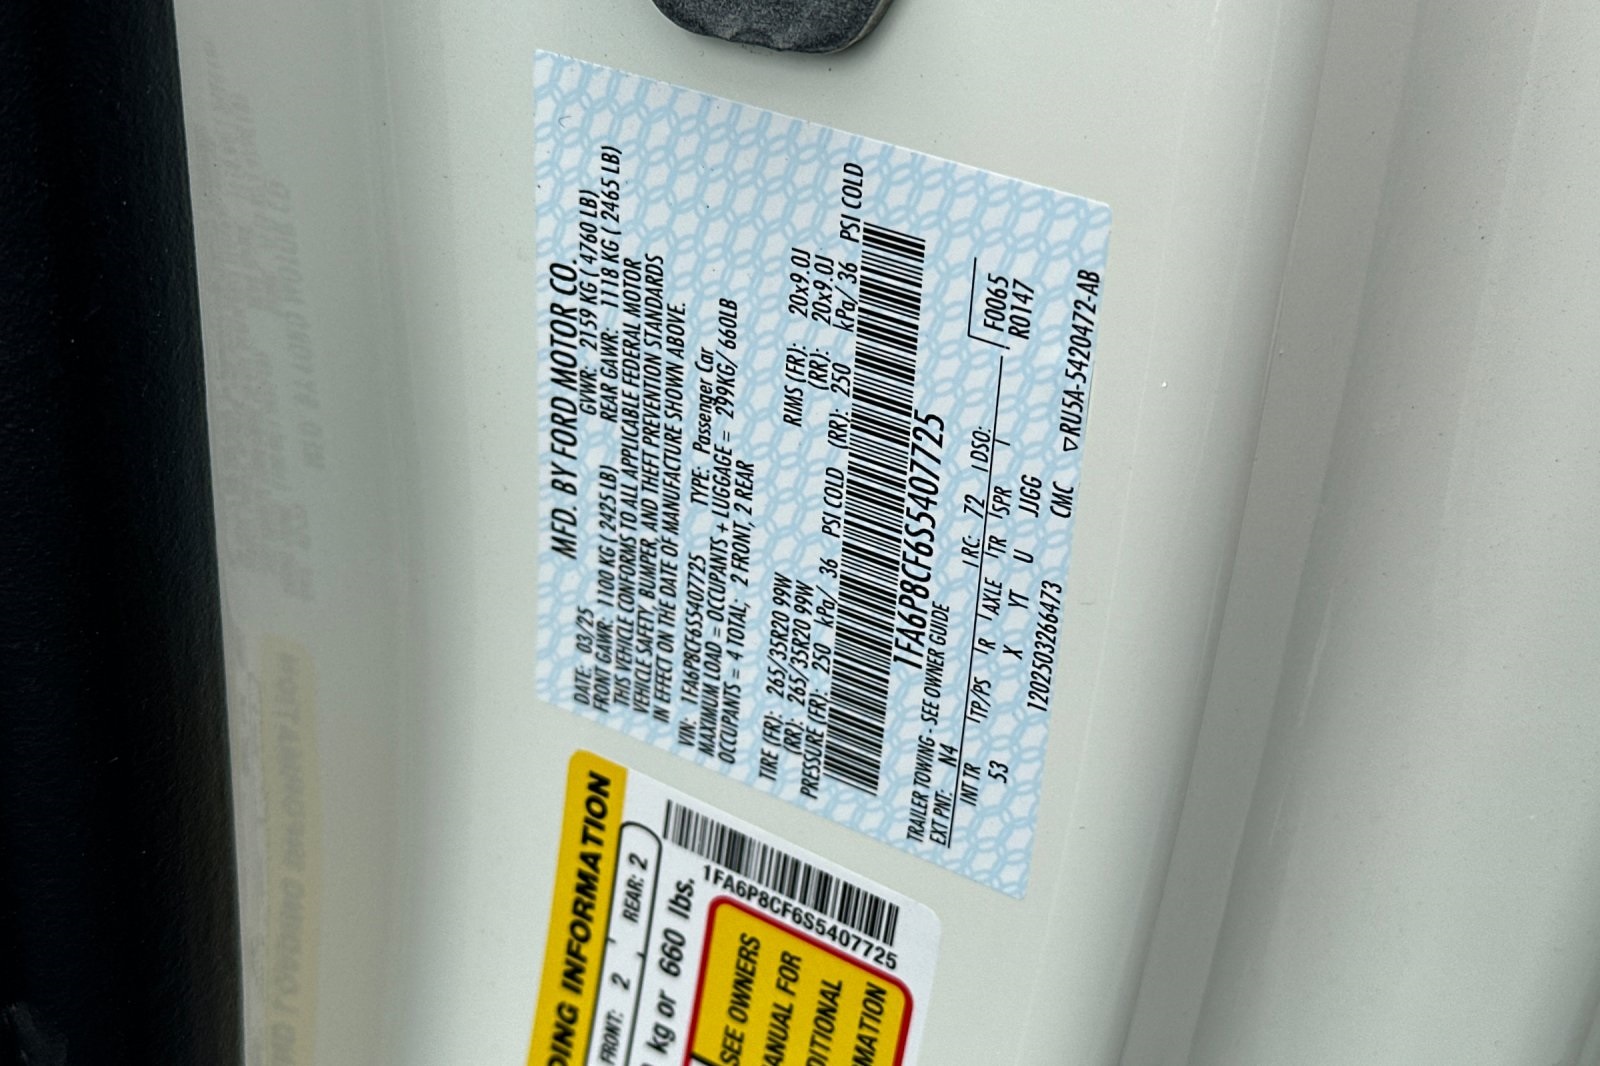 MFD. BY FORD MOTOR CO.
DATE: 03/25 GVWR: 2159 KG ( 4760 LB)
FRONT GAWR: 1100 KG ( 2425 LB) REAR GAWR: 1118 KG ( 2465 LB)
THIS VEHICLE CONFORMS TO ALL APPLICABLE FEDERAL MOTOR
VEHICLE SAFETY, BUMPER, AND THEFT PREVENTION STANDARDS
IN EFFECT ON THE DATE OF MANUFACTURE SHOWN ABOVE.
VIN: 1FA6P8CF6S5407725 TYPE: Passenger Car
MAXIMUM LOAD = OCCUPANTS + LUGGAGE = 299KG/ 660LB
OCCUPANTS = 4 TOTAL; 2 FRONT, 2 REAR
TIRE (FR): 265/35R20 99W RIMS (FR): 20x9.0J
(RR): 265/35R20 99W (RR): 20x9.0J
PRESSURE (FR): 250 kPa/ 36 PSI COLD (RR): 250 kPa/ 36 PSI COLD
1FA6P8CF6S5407725
TRAILER TOWING - SEE OWNER GUIDE
EXT PNT: N4 RC: 72 DSO: F0065
INT TR TP/PS R AXLE TR SPR R0147
53 X YT U JJGG
1202503266473 CMC ▽RU5A-5420472-AB
DING INFORMATION
FRONT: 2 , REAR: 2
kg or 660 lbs.
1FA6P8CF6S5407725
SEE OWNERS
ANUAL FOR
DITIONAL
RMATION